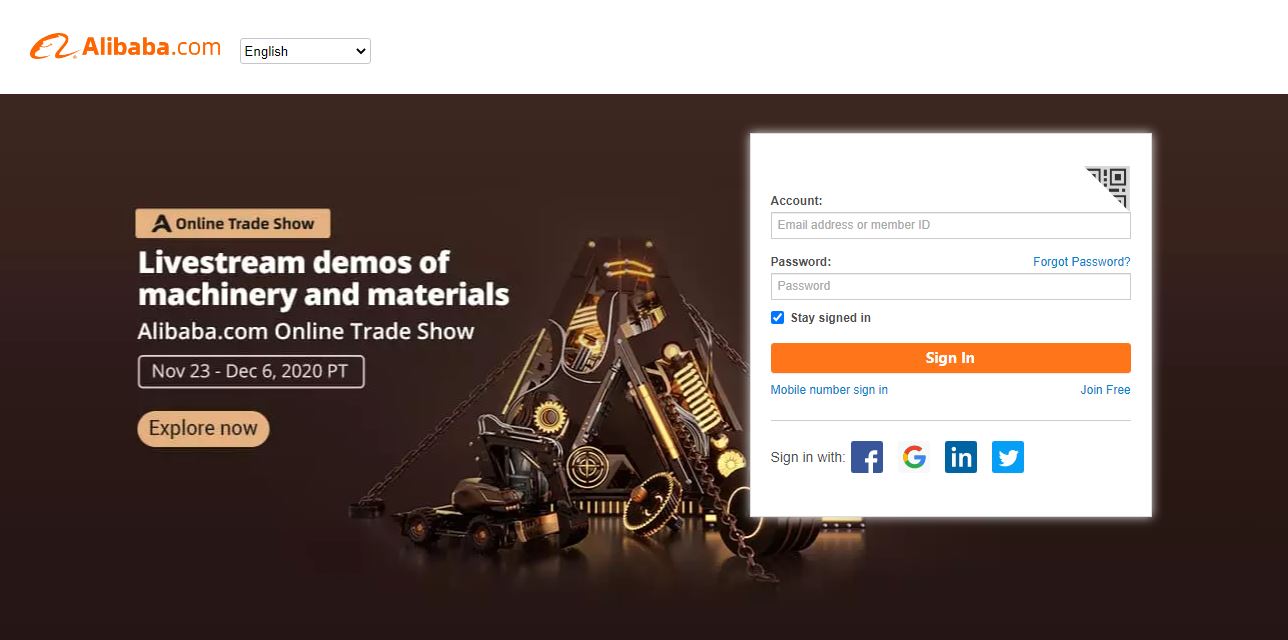 Alibaba.com
English
Online Trade Show
Livestream demos of
machinery and materials
Alibaba.com Online Trade Show
Nov 23 - Dec 6, 2020 PT
Explore now
Account:
Email address or member ID
Password:
Forgot Password?
Password
Stay signed in
Sign In
Mobile number sign in
Join Free
Sign in with: